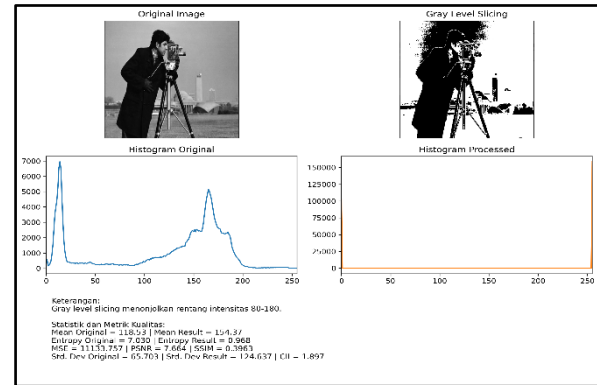 Original Image
Gray Level Slicing
Histogram Original
Histogram Processed
7000
6000
5000
4000
3000
2000
1000
0
0 50 100 150 200 250
150000
125000
100000
75000
50000
25000
0
0 50 100 150 200 250
Keterangan:
Gray level slicing menonjolkan rentang intensitas 80-180.
Statistik dan Metrik Kualitas:
Mean Original = 118.53 | Mean Result = 154.37
Entropy Original = 7.030 | Entropy Result = 0.968
MSE = 11133.757 | PSNR = 7.664 | SSIM = 0.3963
Std. Dev Original = 65.703 | Std. Dev Result = 124.637 | CII = 1.897